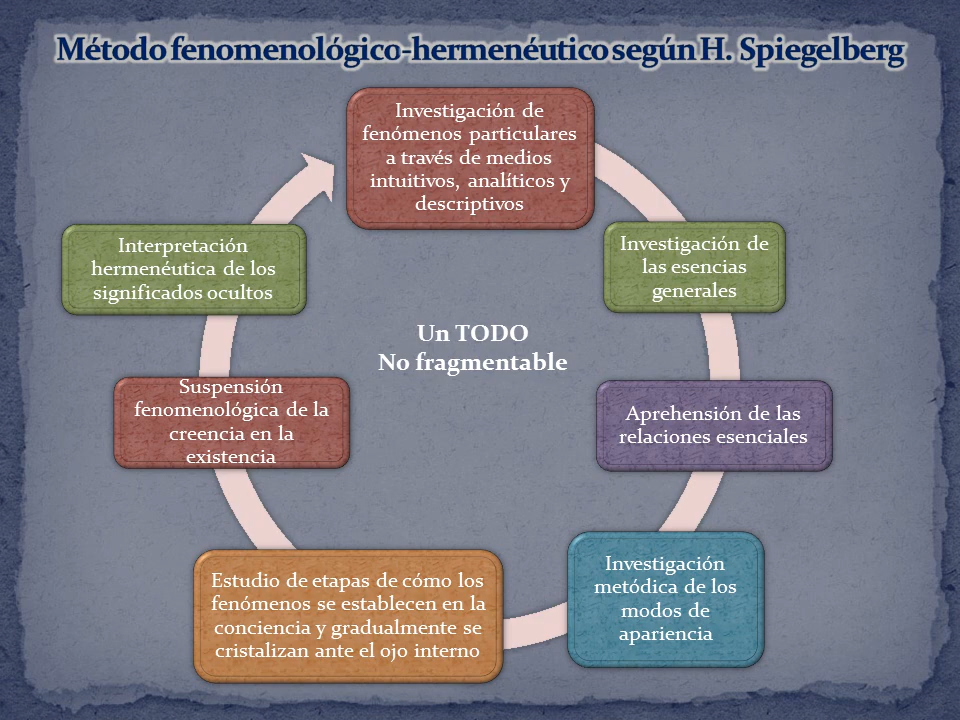 Método fenomenológico-hermenéutico según H. Spiegelberg
Investigación de
fenómenos particulares
a través de medios
intuitivos, analíticos y
descriptivos
Investigación de
las esencias
generales
Aprehensión de las
relaciones esenciales
Investigación
metódica de los
modos de
apariencia
Estudio de etapas de cómo los
fenómenos se establecen en la
conciencia y gradualmente se
cristalizan ante el ojo interno
Suspensión
fenomenológica de la
creencia en la
existencia
Interpretación
hermenéutica de los
significados ocultos
Un TODO
No fragmentable